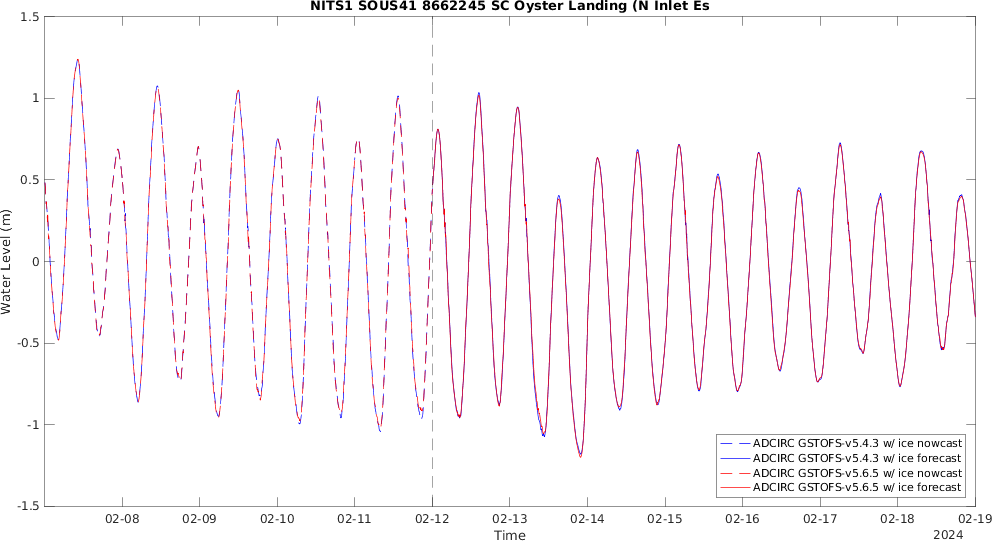 NITS1 SOUS41 8662245 SC Oyster Landing (N Inlet Es
1.5
1
0.5
0
-0.5
-1
-1.5
Water Level (m)
02-08 02-09 02-10 02-11 02-12 02-13 02-14 02-15 02-16 02-17 02-18 02-19
Time
2024
ADCIRC GSTOFS-v5.4.3 w/ ice nowcast
ADCIRC GSTOFS-v5.4.3 w/ ice forecast
ADCIRC GSTOFS-v5.6.5 w/ ice nowcast
ADCIRC GSTOFS-v5.6.5 w/ ice forecast